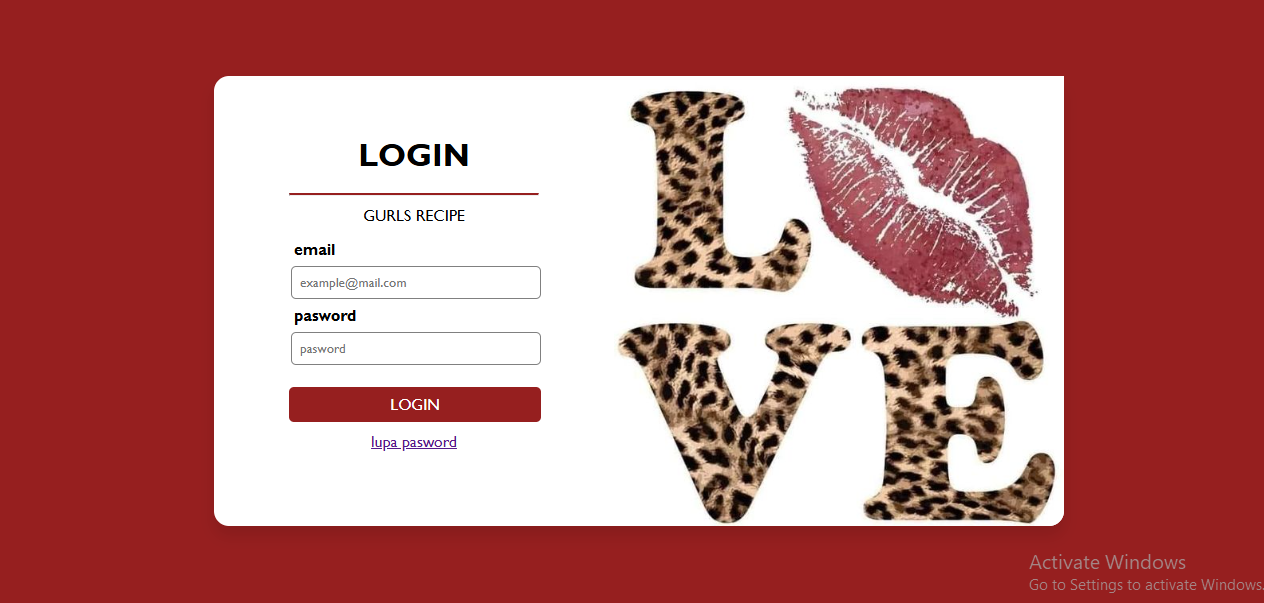 LOGIN
GURLS RECIPE
email
example@mail.com
pasword
pasword
LOGIN
lupa pasword
L
VE
Activate Windows
Go to Settings to activate Windows.